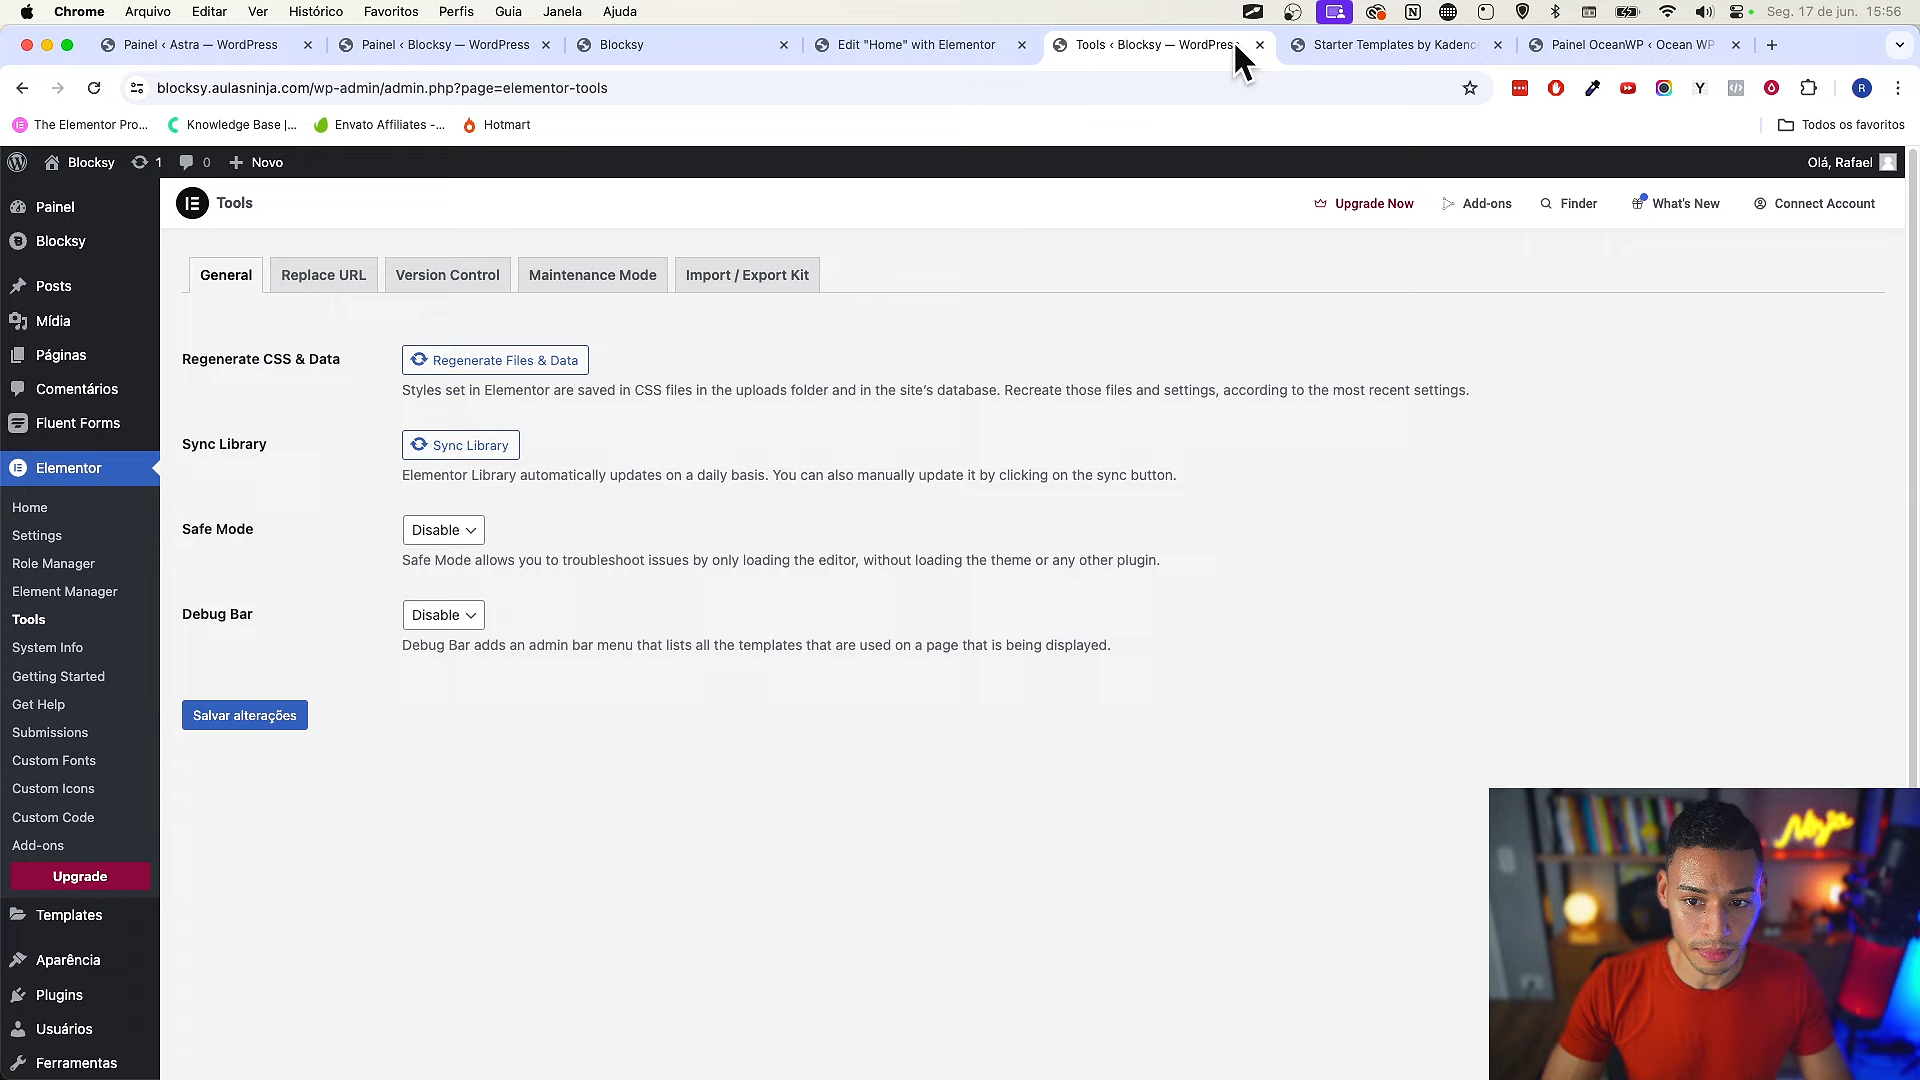 Chrome Arquivo Editar Ver Histórico Favoritos Perfis Guia Janela Ajuda Seg. 17 de jun. 15:56
Painel ‹ Astra — WordPress Painel ‹ Blocksy — WordPress Blocksy Edit "Home" with Elementor Tools ‹ Blocksy — WordPress Starter Templates by Kadence Painel OceanWP ‹ Ocean WP
blocksy.aulasninja.com/wp-admin/admin.php?page=elementor-tools
The Elementor Pro... Knowledge Base |... Envato Affiliates -... Hotmart Todos os favoritos
Blocksy 1 0 Novo Olá, Rafael
Tools Upgrade Now Add-ons Finder What's New Connect Account
Painel
Blocksy
Posts
Mídia
Páginas
Comentários
Fluent Forms
Elementor
Home
Settings
Role Manager
Element Manager
Tools
System Info
Getting Started
Get Help
Submissions
Custom Fonts
Custom Icons
Custom Code
Add-ons
Upgrade
Templates
Aparência
Plugins
Usuários
Ferramentas
General Replace URL Version Control Maintenance Mode Import / Export Kit
Regenerate CSS & Data Regenerate Files & Data
Styles set in Elementor are saved in CSS files in the uploads folder and in the site's database. Recreate those files and settings, according to the most recent settings.
Sync Library Sync Library
Elementor Library automatically updates on a daily basis. You can also manually update it by clicking on the sync button.
Safe Mode Disable
Safe Mode allows you to troubleshoot issues by only loading the editor, without loading the theme or any other plugin.
Debug Bar Disable
Debug Bar adds an admin bar menu that lists all the templates that are used on a page that is being displayed.
Salvar alterações
Ninja